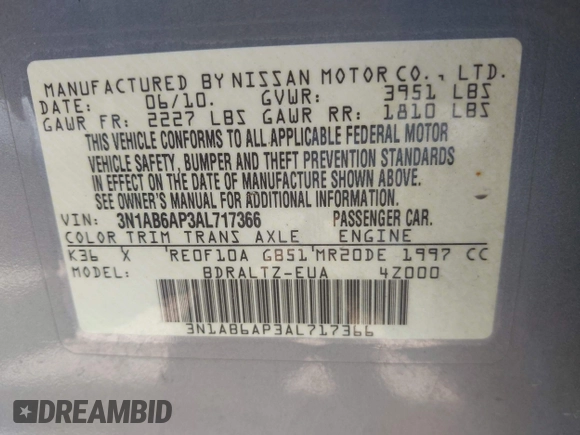 MANUFACTURED BY NISSAN MOTOR CO., LTD.
DATE: 06/10. GVWR: 3951 LBS
GAWR FR: 2227 LBS GAWR RR: 1810 LBS
THIS VEHICLE CONFORMS TO ALL APPLICABLE FEDERAL MOTOR
VEHICLE SAFETY, BUMPER AND THEFT PREVENTION STANDARDS
IN EFFECT ON THE DATE OF MANUFACTURE SHOWN ABOVE.
SEE OWNER'S MANUAL FOR ADDITIONAL INFORMATION.
VIN: 3N1AB6AP3AL717366 PASSENGER CAR.
COLOR TRIM TRANS AXLE ENGINE
K36 X RE0F10A GB51 MR20DE 1997 CC
MODEL: BDRALTZ-EUA 4Z000
3N1AB6AP3AL717366
DREAMBID